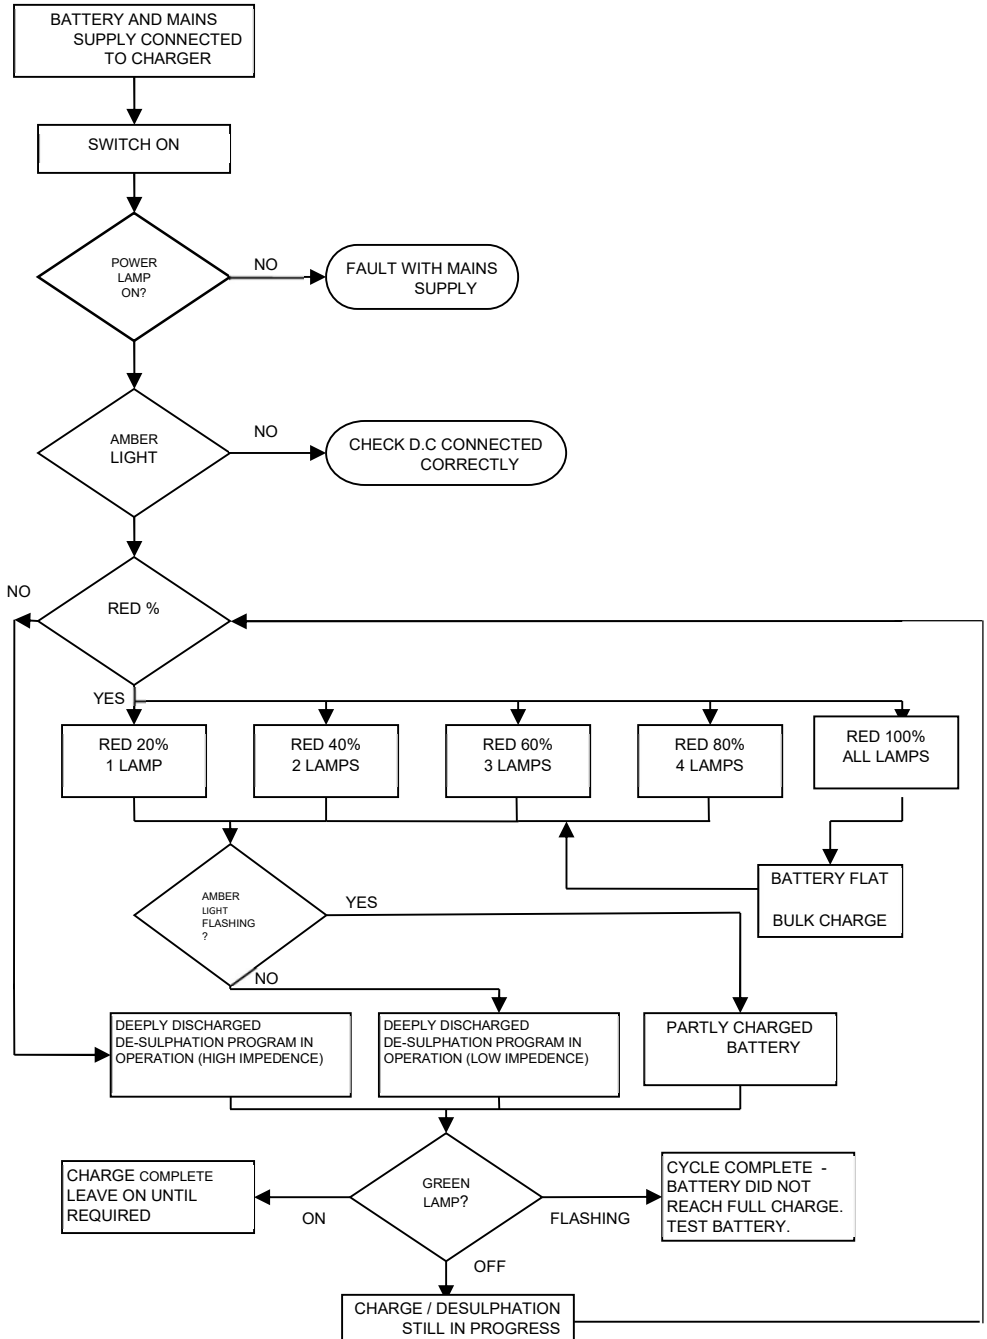 BATTERY AND MAINS
SUPPLY CONNECTED
TO CHARGER
SWITCH ON
POWER
LAMP
ON?
NO
FAULT WITH MAINS
SUPPLY
AMBER
LIGHT
NO
CHECK D.C CONNECTED
CORRECTLY
NO
RED %
YES
RED 20%
1 LAMP
RED 40%
2 LAMPS
RED 60%
3 LAMPS
RED 80%
4 LAMPS
RED 100%
ALL LAMPS
BATTERY FLAT
BULK CHARGE
AMBER
LIGHT
FLASHING
?
YES
NO
DEEPLY DISCHARGED
DE-SULPHATION PROGRAM IN
OPERATION (HIGH IMPEDENCE)
DEEPLY DISCHARGED
DE-SULPHATION PROGRAM IN
OPERATION (LOW IMPEDENCE)
PARTLY CHARGED
BATTERY
GREEN
LAMP?
CHARGE COMPLETE
LEAVE ON UNTIL
REQUIRED
ON
FLASHING
CYCLE COMPLETE -
BATTERY DID NOT
REACH FULL CHARGE.
TEST BATTERY.
OFF
CHARGE / DESULPHATION
STILL IN PROGRESS